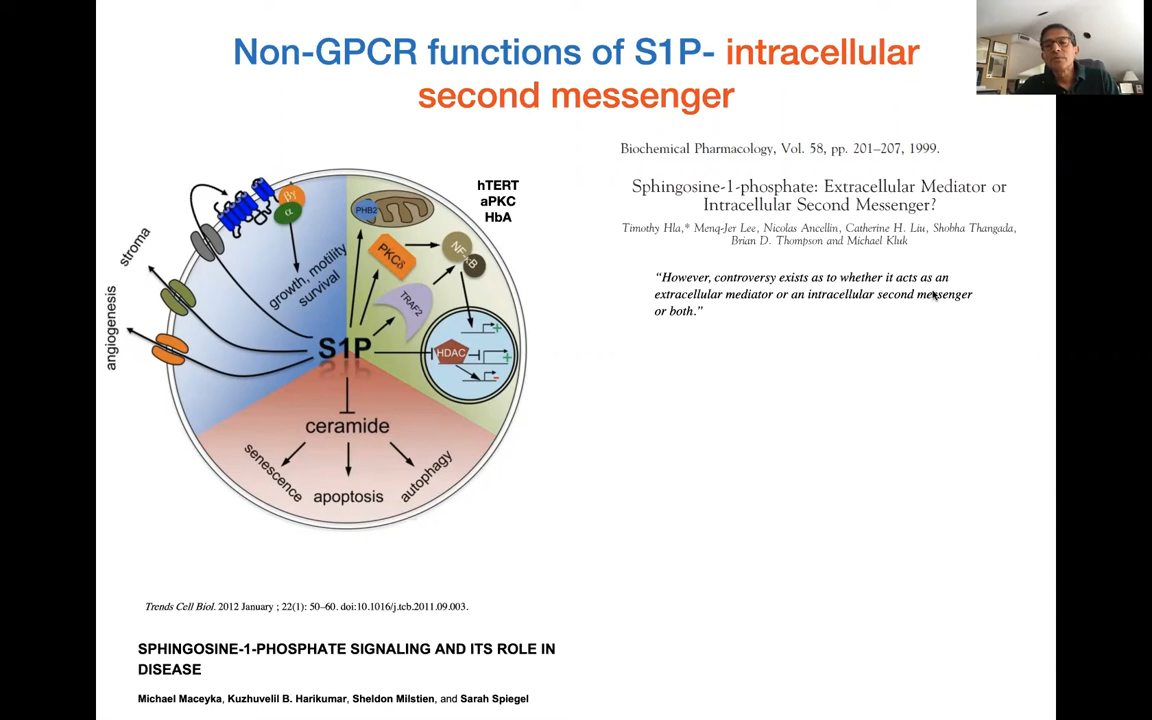 Non-GPCR functions of S1P- intracellular
second messenger
hTERT
aPKC
HbA
PHB2
PKCδ
NF-κB
TRAF2
βγ
α
growth, motility
survival
stroma
angiogenesis
S1P
HDAC
+
+
-
ceramide
senescence
apoptosis
autophagy
Trends Cell Biol. 2012 January ; 22(1): 50–60. doi:10.1016/j.tcb.2011.09.003.
SPHINGOSINE-1-PHOSPHATE SIGNALING AND ITS ROLE IN
DISEASE
Michael Maceyka, Kuzhuvelil B. Harikumar, Sheldon Milstien, and Sarah Spiegel
Biochemical Pharmacology, Vol. 58, pp. 201–207, 1999.
Sphingosine-1-phosphate: Extracellular Mediator or
Intracellular Second Messenger?
Timothy Hla,* Menq-Jer Lee, Nicolas Ancellin, Catherine H. Liu, Shobha Thangada,
Brian D. Thompson and Michael Kluk
“However, controversy exists as to whether it acts as an
extracellular mediator or an intracellular second messenger
or both.”